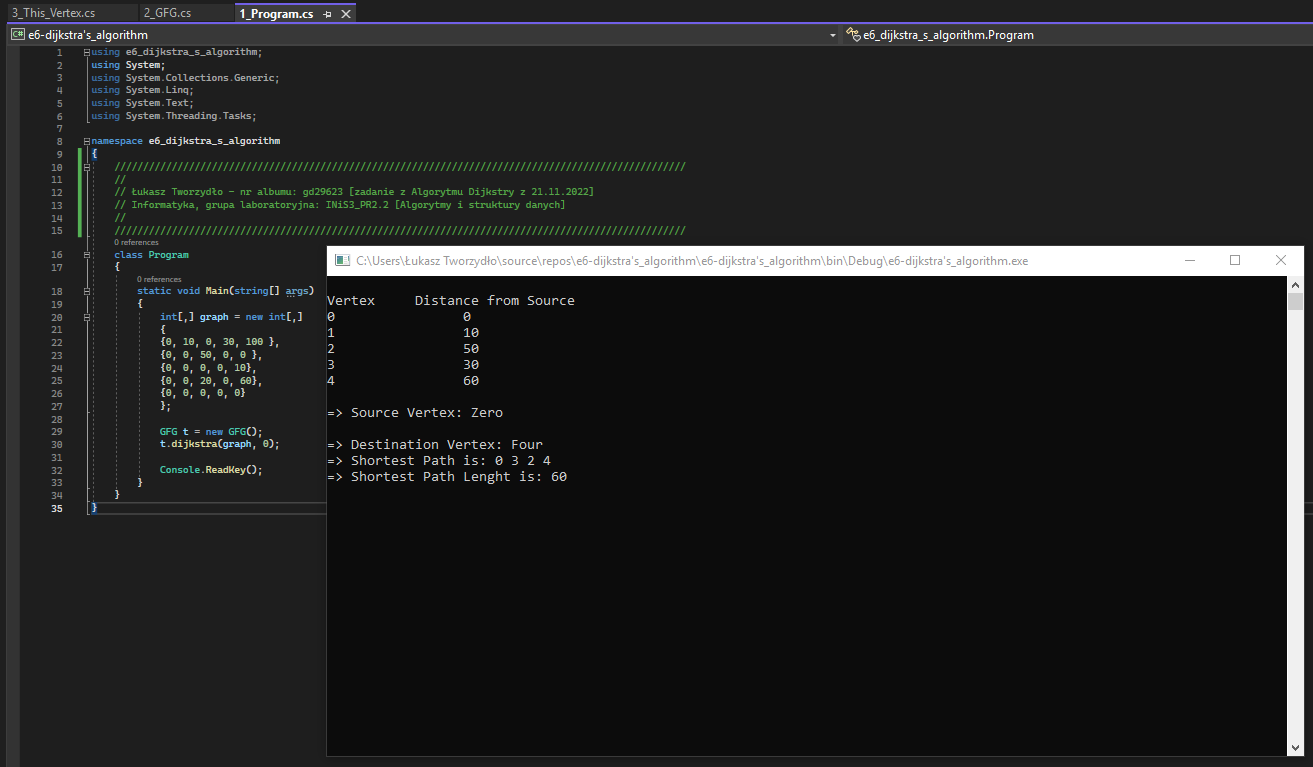 3_This_Vertex.cs 2_GFG.cs 1_Program.cs
C# e6-dijkstra's_algorithm e6_dijkstra_s_algorithm.Program
1 using e6_dijkstra_s_algorithm;
2 using System;
3 using System.Collections.Generic;
4 using System.Linq;
5 using System.Text;
6 using System.Threading.Tasks;
7
8 namespace e6_dijkstra_s_algorithm
9 {
10 ////////////////////////////////////////////////////////////////////////////////////////////////////
11 //
12 // Łukasz Tworzydło - nr albumu: gd29623 [zadanie z Algorytmu Dijkstry z 21.11.2022]
13 // Informatyka, grupa laboratoryjna: INiS3_PR2.2 [Algorytmy i struktury danych]
14 //
15 ////////////////////////////////////////////////////////////////////////////////////////////////////
0 references
16 class Program
17 {
0 references
18 static void Main(string[] args)
19 {
20 int[,] graph = new int[,]
21 {
22 {0, 10, 0, 30, 100 },
23 {0, 0, 50, 0, 0 },
24 {0, 0, 0, 0, 10},
25 {0, 0, 20, 0, 60},
26 {0, 0, 0, 0, 0}
27 };
28
29 GFG t = new GFG();
30 t.dijkstra(graph, 0);
31
32 Console.ReadKey();
33 }
34 }
35 }
C:\Users\Łukasz Tworzydło\source\repos\e6-dijkstra's_algorithm\e6-dijkstra's_algorithm\bin\Debug\e6-dijkstra's_algorithm.exe
Vertex Distance from Source
0 0
1 10
2 50
3 30
4 60
=> Source Vertex: Zero
=> Destination Vertex: Four
=> Shortest Path is: 0 3 2 4
=> Shortest Path Lenght is: 60